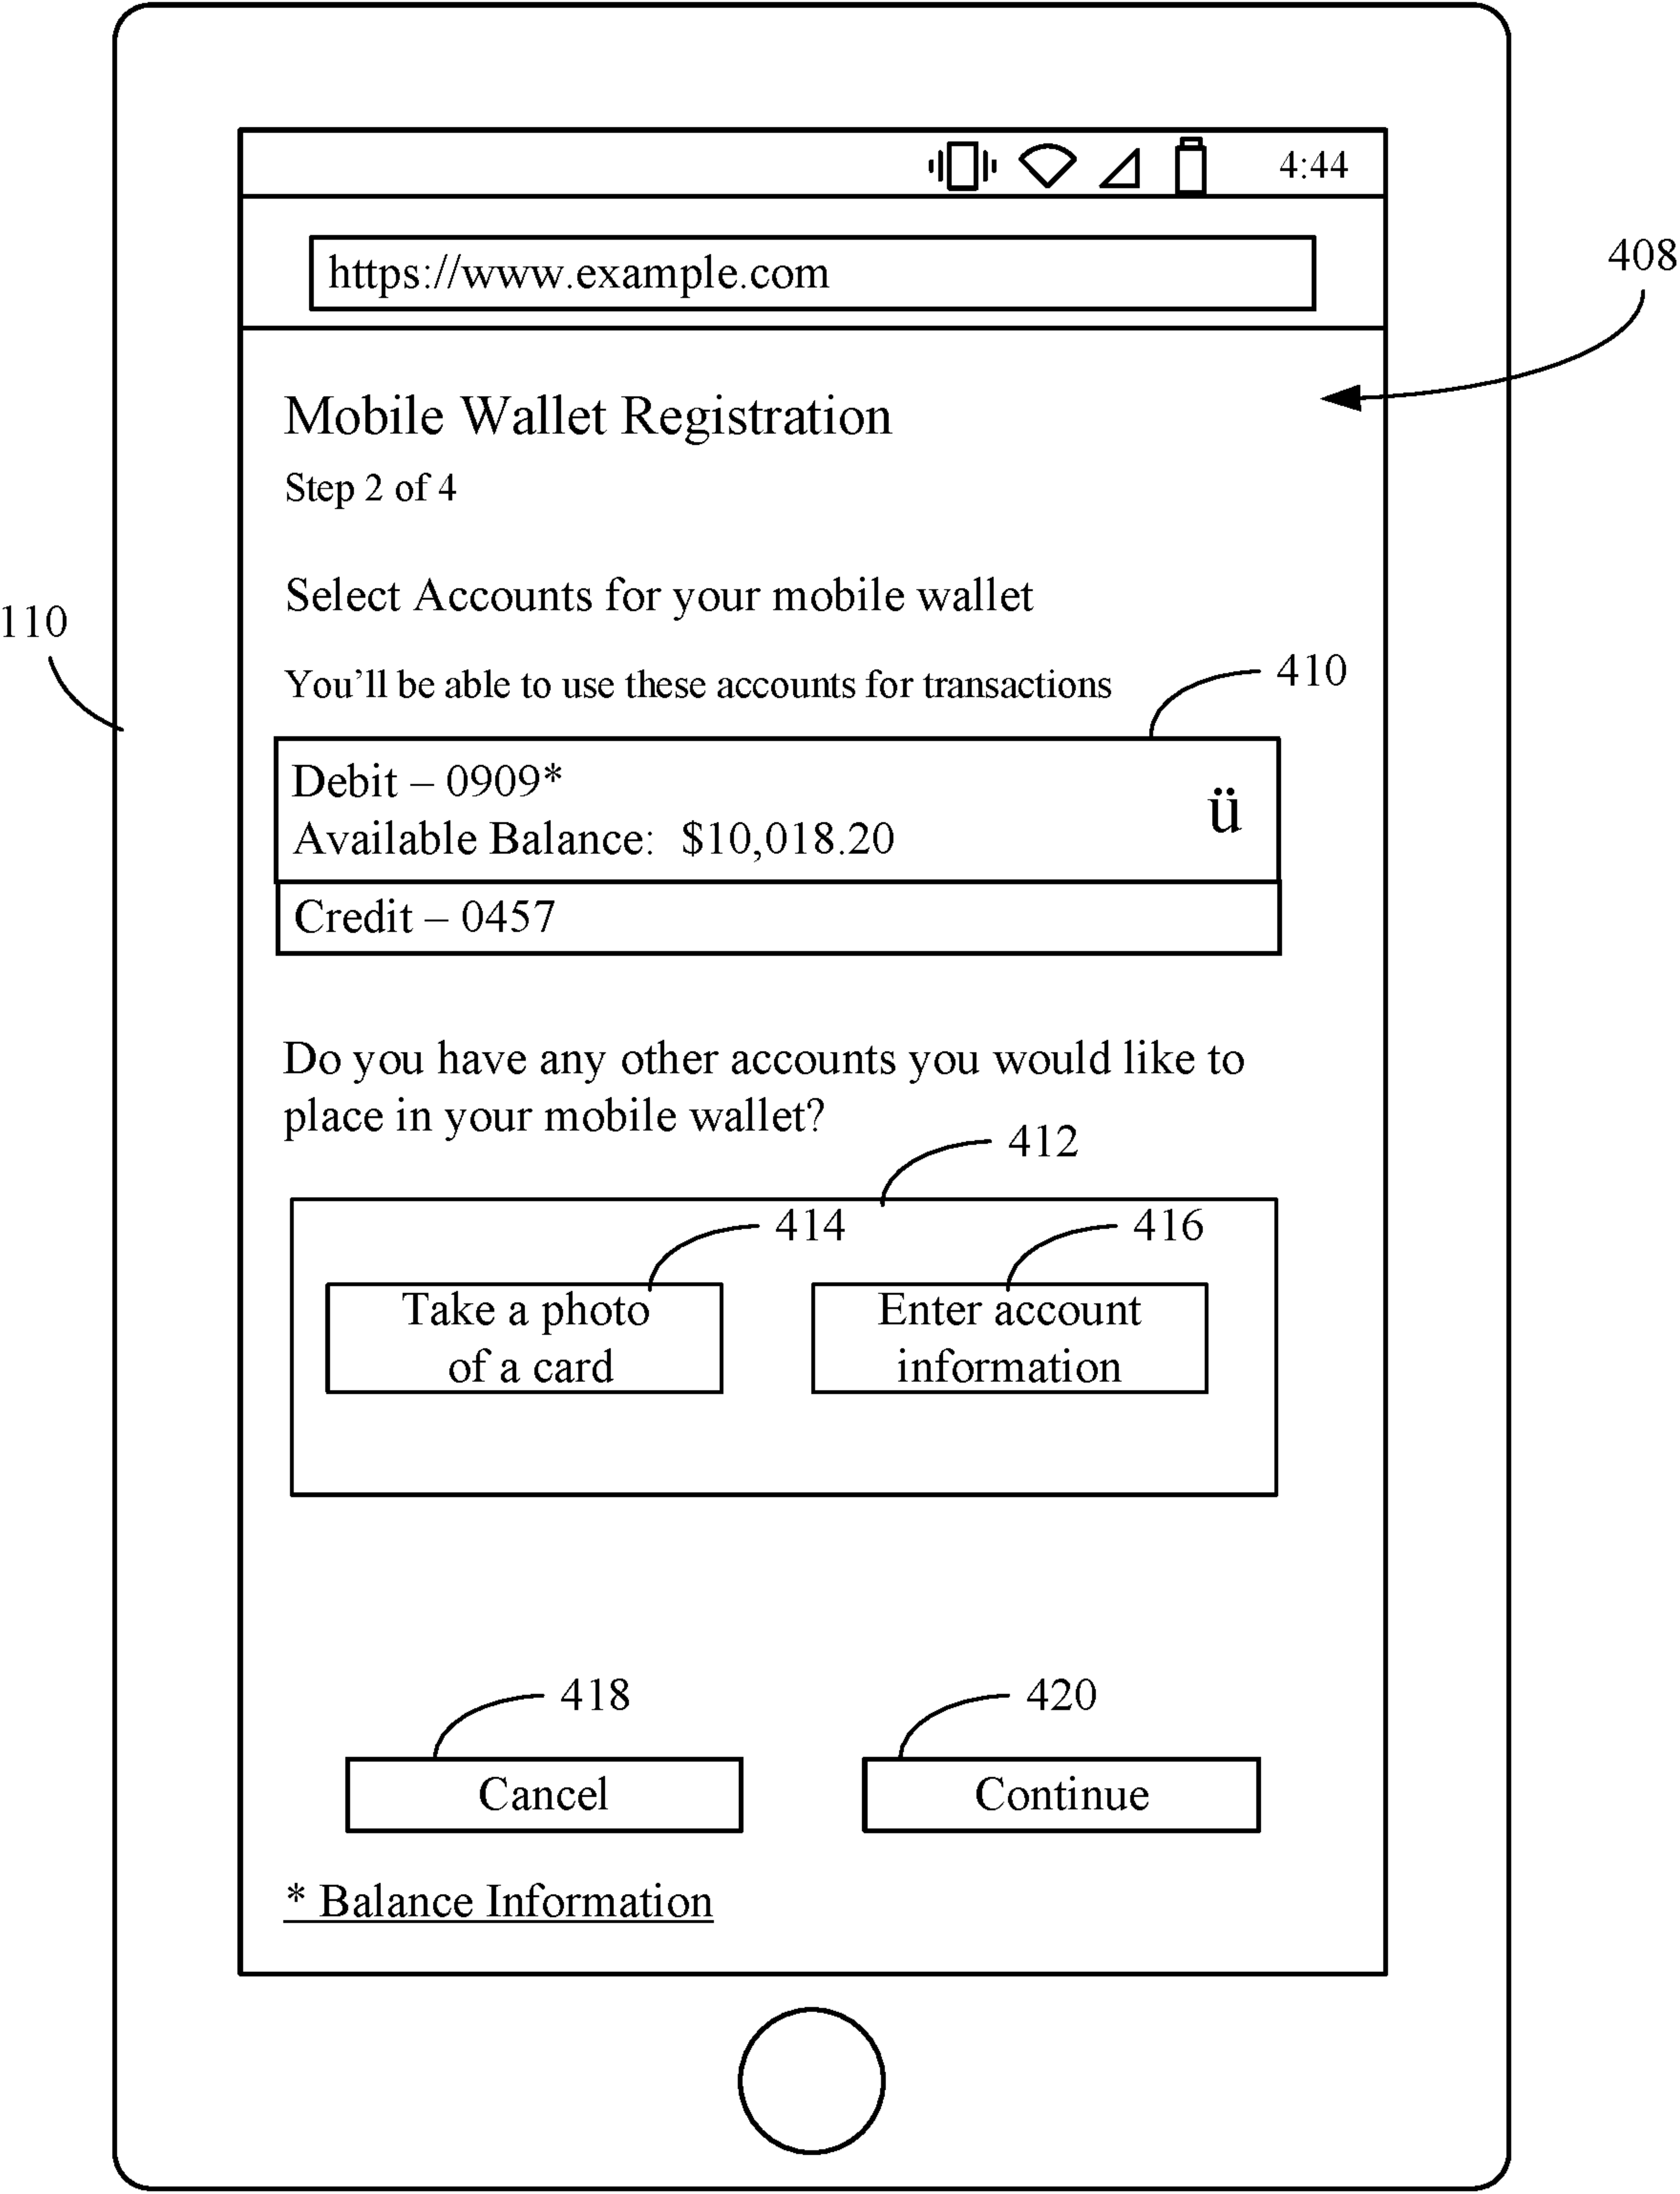 4:44
https://www.example.com
408
Mobile Wallet Registration
Step 2 of 4
Select Accounts for your mobile wallet
110
You’ll be able to use these accounts for transactions
410
Debit – 0909*
ü
Available Balance: $10,018.20
Credit – 0457
Do you have any other accounts you would like to
place in your mobile wallet?
412
414
416
Take a photo
of a card
Enter account
information
418
420
Cancel
Continue
* Balance Information